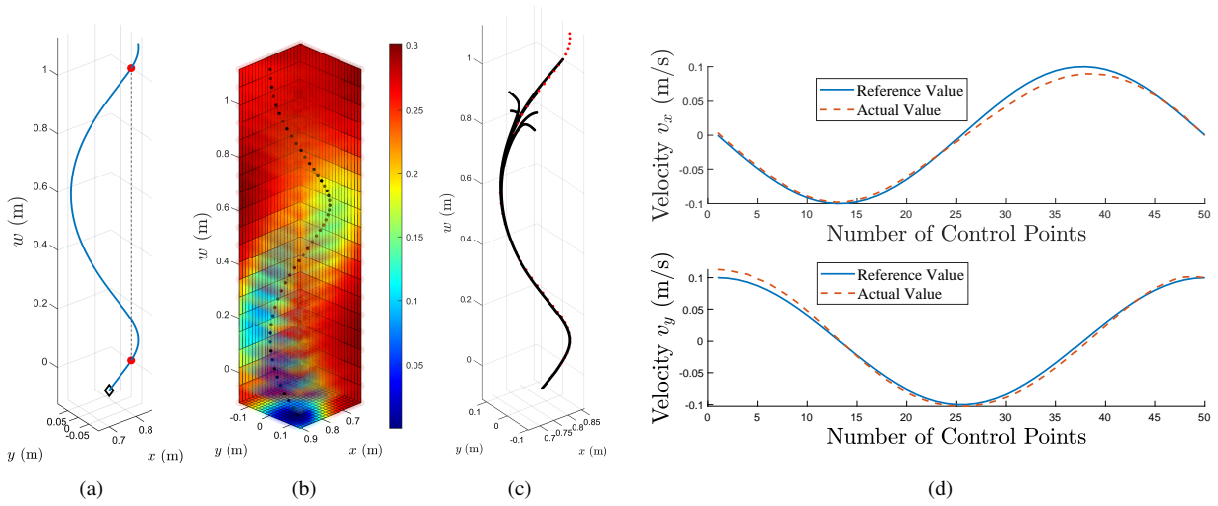 1
0.8
0.6
0.4
0.2
0
w (m)
0.05
0
-0.05
0.7
0.8
y (m)
x (m)
(a)
1
0.8
0.6
0.4
0.2
0
w (m)
-0.1
0
0.1
0.9
0.8
0.7
y (m)
x (m)
0.3
0.25
0.2
0.15
0.1
0.05
(b)
1
0.8
0.6
0.4
0.2
0
w (m)
0.1
0
-0.1
0.7
0.75
0.8
0.85
y (m)
x (m)
(c)
Velocity vx (m/s)
0.1
0.05
0
-0.05
-0.1
Reference Value
Actual Value
0 5 10 15 20 25 30 35 40 45 50
Number of Control Points
Velocity vy (m/s)
0.1
0.05
0
-0.05
-0.1
Reference Value
Actual Value
0 5 10 15 20 25 30 35 40 45 50
Number of Control Points
(d)